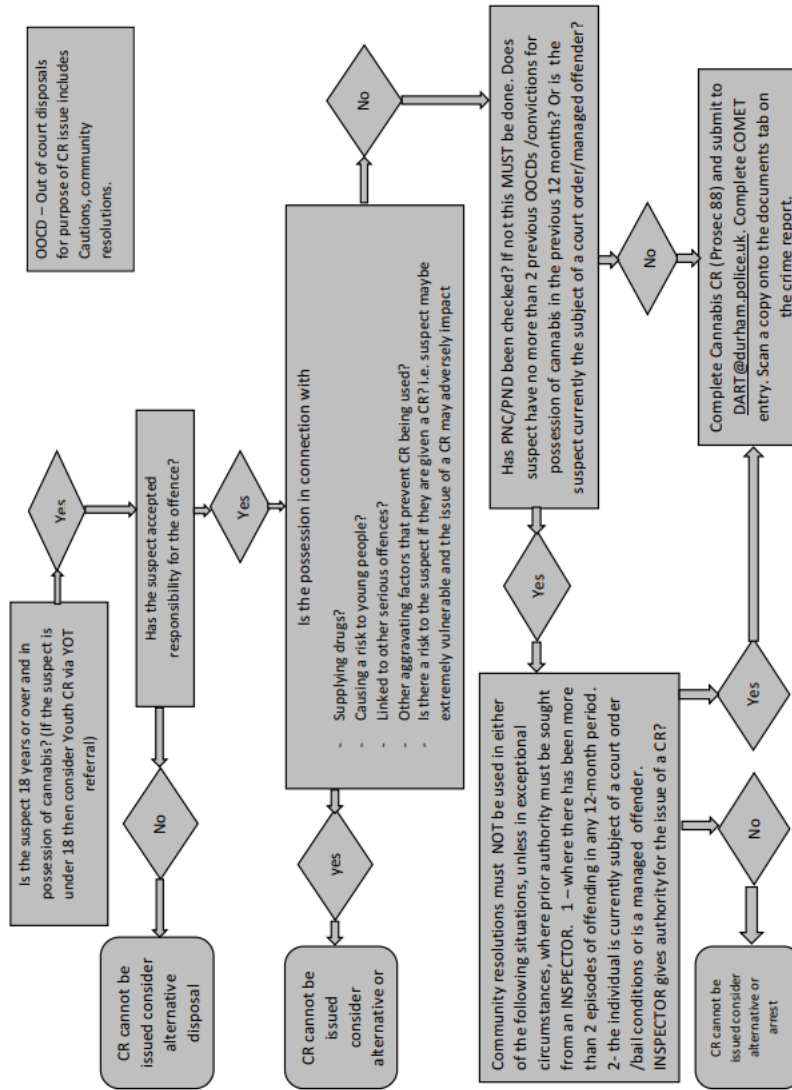 Is the suspect 18 years or over and in
possession of cannabis? (If the suspect is
under 18 then consider Youth CR via YOT
referral)
Yes
OOCD – Out of court disposals
for purpose of CR issue includes
Cautions, community
resolutions.
Has the suspect accepted
responsibility for the offence?
No
CR cannot be
issued consider
alternative
disposal
Yes
Is the possession in connection with
- Supplying drugs?
- Causing a risk to young people?
- Linked to other serious offences?
- Other aggravating factors that prevent CR being used?
- Is there a risk to the suspect if they are given a CR? i.e. suspect maybe
extremely vulnerable and the issue of a CR may adversely impact
yes
CR cannot be
issued
consider
alternative or
No
Has PNC/PND been checked? If not this MUST be done. Does
suspect have no more than 2 previous OOCDs /convictions for
possession of cannabis in the previous 12 months? Or is the
suspect currently the subject of a court order/managed offender?
Yes
No
Community resolutions must NOT be used in either
of the following situations, unless in exceptional
circumstances, where prior authority must be sought
from an INSPECTOR. 1 – where there has been more
than 2 episodes of offending in any 12-month period.
2- the individual is currently subject of a court order
/bail conditions or is a managed offender.
INSPECTOR gives authority for the issue of a CR?
No
CR cannot be
issued consider
alternative or
arrest
Yes
Complete Cannabis CR (Prosec 88) and submit to
DART@durham.police.uk. Complete COMET
entry. Scan a copy onto the documents tab on
the crime report.